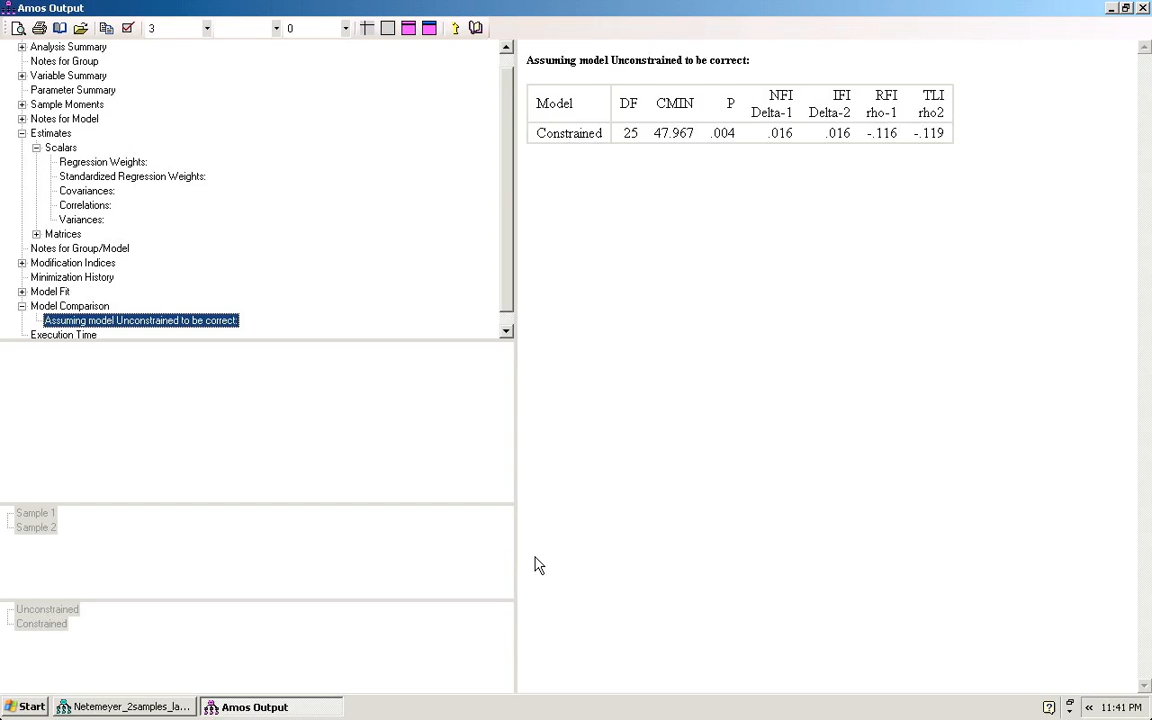 Amos Output
3
0
Analysis Summary
Notes for Group
Variable Summary
Parameter Summary
Sample Moments
Notes for Model
Estimates
Scalars
Regression Weights:
Standardized Regression Weights:
Covariances:
Correlations:
Variances:
Matrices
Notes for Group/Model
Modification Indices
Minimization History
Model Fit
Model Comparison
Assuming model Unconstrained to be correct:
Execution Time
Sample 1
Sample 2
Unconstrained
Constrained
Assuming model Unconstrained to be correct:
Model DF CMIN P NFI Delta-1 IFI Delta-2 RFI rho-1 TLI rho2
Constrained 25 47.967 .004 .016 .016 -.116 -.119
Start Netemeyer_2samples_la... Amos Output « 11:41 PM